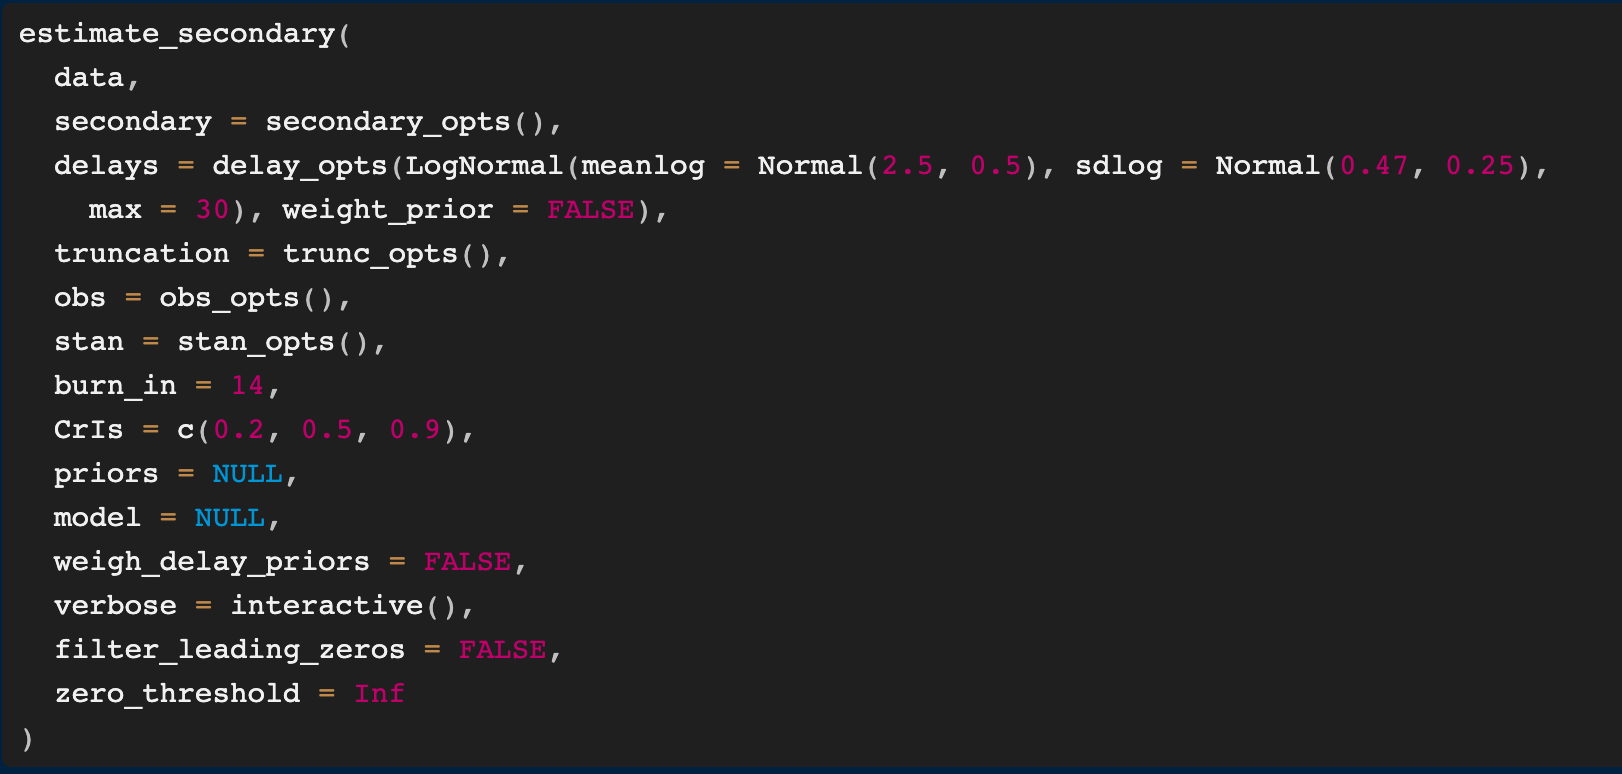 estimate_secondary(
  data,
  secondary = secondary_opts(),
  delays = delay_opts(LogNormal(meanlog = Normal(2.5, 0.5), sdlog = Normal(0.47, 0.25),
    max = 30), weight_prior = FALSE),
  truncation = trunc_opts(),
  obs = obs_opts(),
  stan = stan_opts(),
  burn_in = 14,
  CrIs = c(0.2, 0.5, 0.9),
  priors = NULL,
  model = NULL,
  weigh_delay_priors = FALSE,
  verbose = interactive(),
  filter_leading_zeros = FALSE,
  zero_threshold = Inf
)